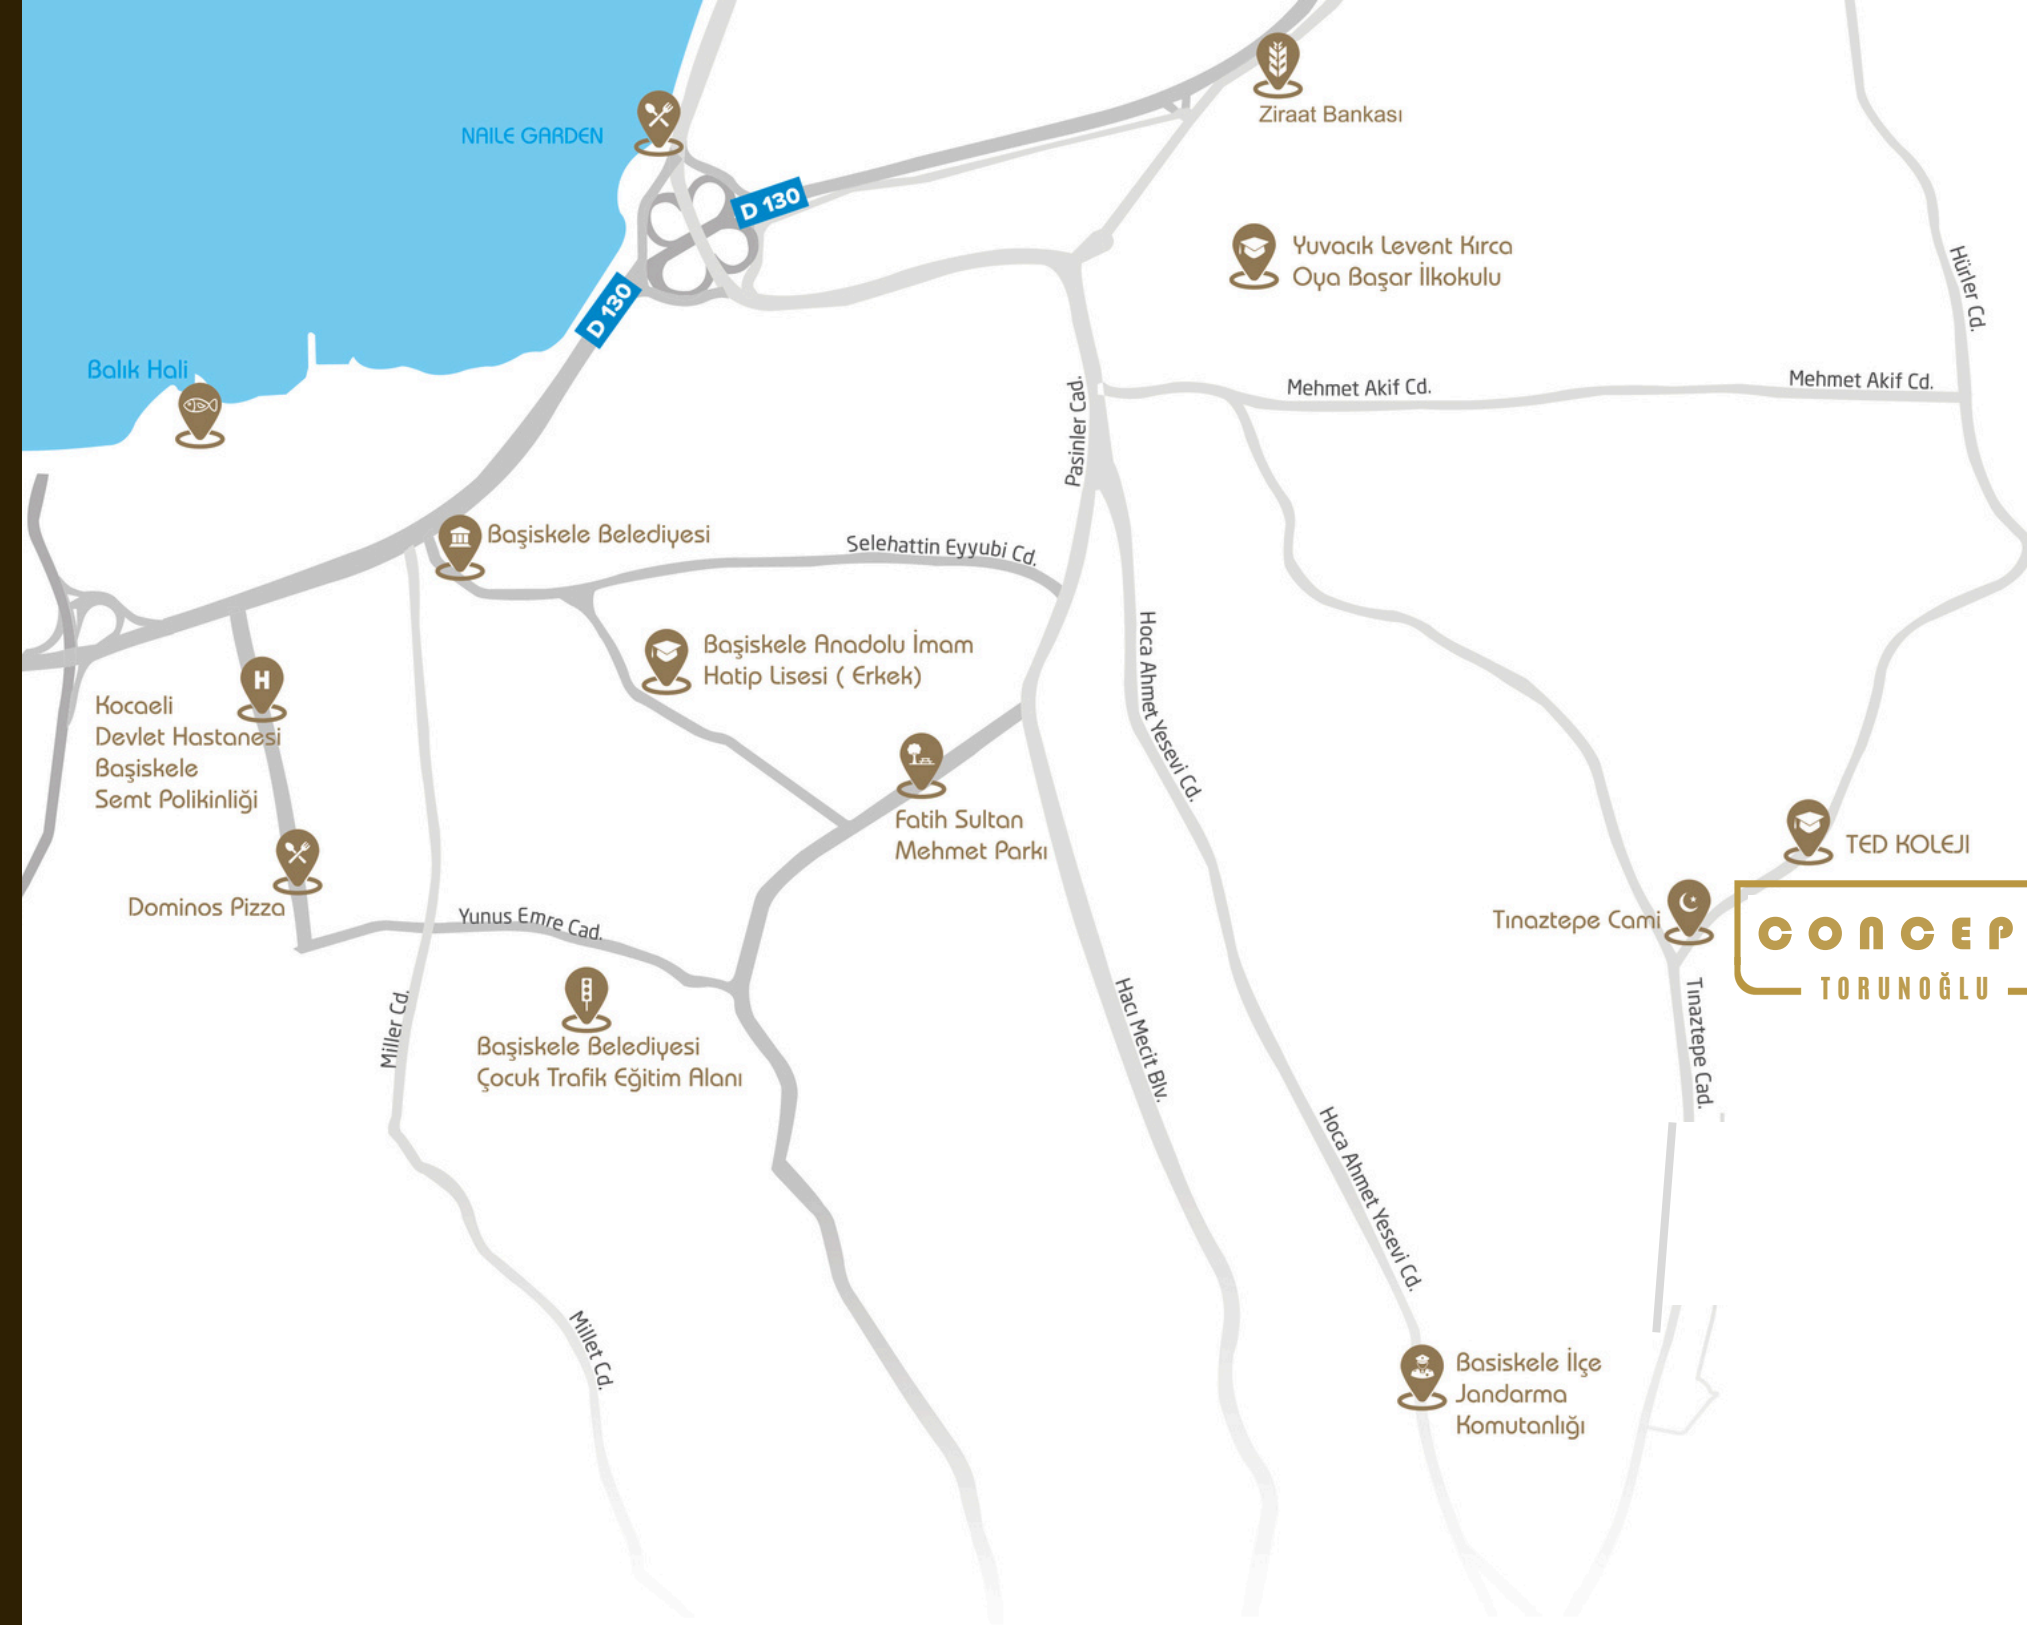 Ziraat Bankası
NAILE GARDEN
D 130
Yuvacık Levent Kırca
Oya Başar İlkokulu
Hürler Cd.
D 130
Balık Hali
Mehmet Akif Cd.
Mehmet Akif Cd.
Pasinler Cad.
Başiskele Belediyesi
Selehattin Eyyubi Cd.
Başiskele Anadolu İmam
Hatip Lisesi ( Erkek)
Hoca Ahmet Yesevi Cd.
H
Kocaeli
Devlet Hastanesi
Başiskele
Semt Polikinliği
Fatih Sultan
Mehmet Parkı
TED KOLEJI
Dominos Pizza
Yunus Emre Cad.
Tınaztepe Cami
CONCEP
TORUNOĞLU
Miller Cd.
Başiskele Belediyesi
Çocuk Trafik Eğitim Alanı
Hacı Mecit Blv.
Tınaztepe Cad.
Hoca Ahmet Yesevi Cd.
Millet Cd.
Basiskele İlçe
Jandarma
Komutanlığı